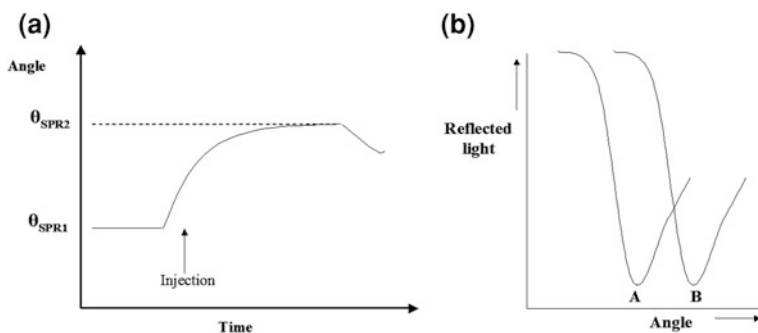 (a)
Angle
θSPR2
θSPR1
Injection
Time
(b)
Reflected
light
A B
Angle